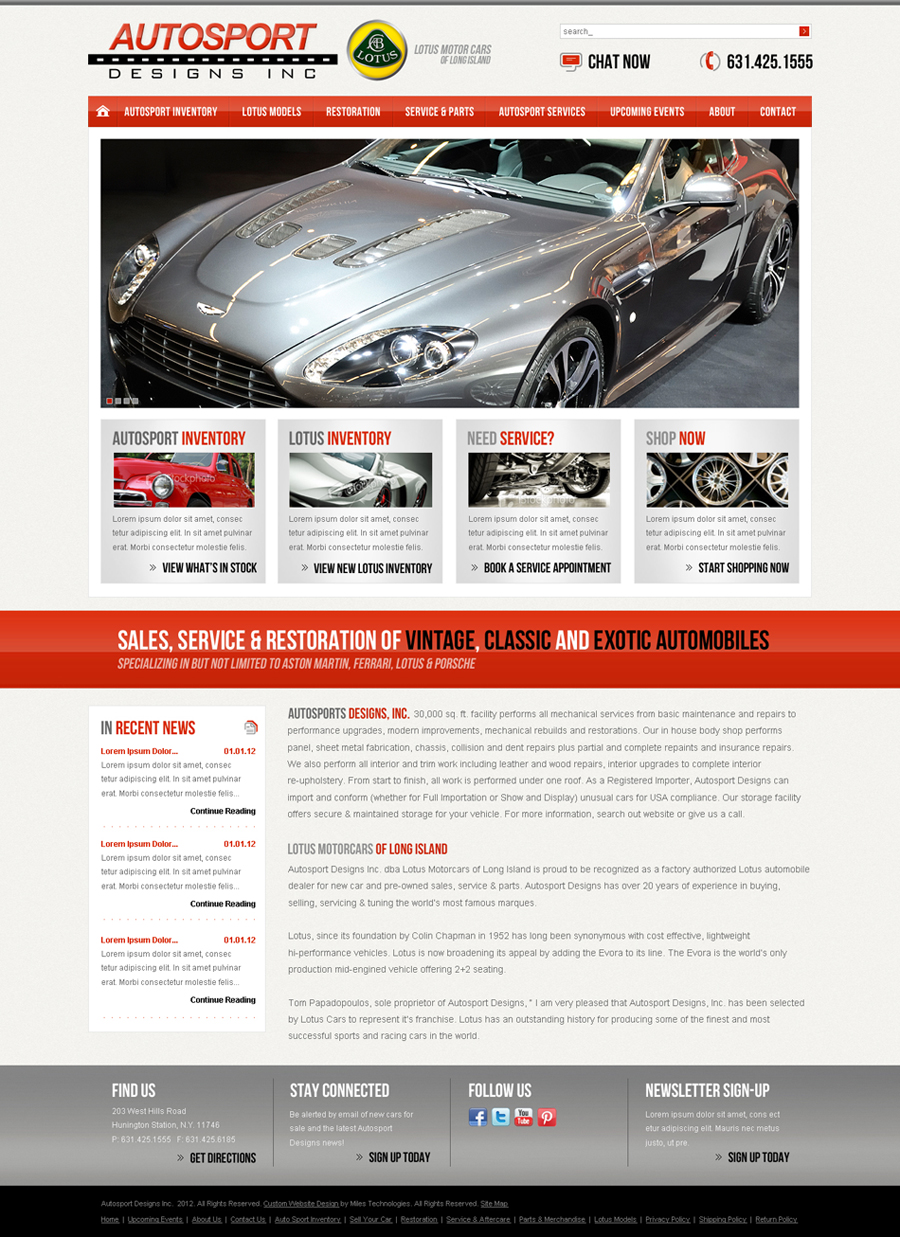 AUTOSPORT
DESIGNS INC
LOTUS
LOTUS MOTOR CARS
OF LONG ISLAND
search_
CHAT NOW
631.425.1555
AUTOSPORT INVENTORY
LOTUS MODELS
RESTORATION
SERVICE & PARTS
AUTOSPORT SERVICES
UPCOMING EVENTS
ABOUT
CONTACT
AUTOSPORT INVENTORY
Lorem ipsum dolor sit amet, consec
tetur adipiscing elit. In sit amet pulvinar
erat. Morbi consectetur molestie felis.
VIEW WHAT'S IN STOCK
LOTUS INVENTORY
Lorem ipsum dolor sit amet, consec
tetur adipiscing elit. In sit amet pulvinar
erat. Morbi consectetur molestie felis.
VIEW NEW LOTUS INVENTORY
NEED SERVICE?
Lorem ipsum dolor sit amet, consec
tetur adipiscing elit. In sit amet pulvinar
erat. Morbi consectetur molestie felis.
BOOK A SERVICE APPOINTMENT
SHOP NOW
Lorem ipsum dolor sit amet, consec
tetur adipiscing elit. In sit amet pulvinar
erat. Morbi consectetur molestie felis.
START SHOPPING NOW
SALES, SERVICE & RESTORATION OF VINTAGE, CLASSIC AND EXOTIC AUTOMOBILES
SPECIALIZING IN BUT NOT LIMITED TO ASTON MARTIN, FERRARI, LOTUS & PORSCHE
IN RECENT NEWS
Lorem Ipsum Dolor... 01.01.12
Lorem ipsum dolor sit amet, consec
tetur adipiscing elit. In sit amet pulvinar
erat. Morbi consectetur molestie felis...
Continue Reading
Lorem Ipsum Dolor... 01.01.12
Lorem ipsum dolor sit amet, consec
tetur adipiscing elit. In sit amet pulvinar
erat. Morbi consectetur molestie felis...
Continue Reading
Lorem Ipsum Dolor... 01.01.12
Lorem ipsum dolor sit amet, consec
tetur adipiscing elit. In sit amet pulvinar
erat. Morbi consectetur molestie felis...
Continue Reading
AUTOSPORTS DESIGNS, INC. 30,000 sq. ft. facility performs all mechanical services from basic maintenance and repairs to
performance upgrades, modern improvements, mechanical rebuilds and restorations. Our in house body shop performs
panel, sheet metal fabrication, chassis, collision and dent repairs plus partial and complete repaints and insurance repairs.
We also perform all interior and trim work including leather and wood repairs, interior upgrades to complete interior
re-upholstery. From start to finish, all work is performed under one roof. As a Registered Importer, Autosport Designs can
import and conform (whether for Full Importation or Show and Display) unusual cars for USA compliance. Our storage facility
offers secure & maintained storage for your vehicle. For more information, search out website or give us a call.
LOTUS MOTORCARS OF LONG ISLAND
Autosport Designs Inc. dba Lotus Motorcars of Long Island is proud to be recognized as a factory authorized Lotus automobile
dealer for new car and pre-owned sales, service & parts. Autosport Designs has over 20 years of experience in buying,
selling, servicing & tuning the world's most famous marques.
Lotus, since its foundation by Colin Chapman in 1952 has long been synonymous with cost effective, lightweight
hi-performance vehicles. Lotus is now broadening its appeal by adding the Evora to its line. The Evora is the world's only
production mid-engined vehicle offering 2+2 seating.
Tom Papadopoulos, sole proprietor of Autosport Designs, " I am very pleased that Autosport Designs, Inc. has been selected
by Lotus Cars to represent it's franchise. Lotus has an outstanding history for producing some of the finest and most
successful sports and racing cars in the world.
FIND US
203 West Hills Road
Hunington Station, N.Y. 11746
P: 631.425.1555 F: 631.425.6185
GET DIRECTIONS
STAY CONNECTED
Be alerted by email of new cars for
sale and the latest Autosport
Designs news!
SIGN UP TODAY
FOLLOW US
You Tube
NEWSLETTER SIGN-UP
Lorem ipsum dolor sit amet, cons ect
etur adipiscing elit. Mauris nec metus
justo, ut pre.
SIGN UP TODAY
Autosport Designs Inc. 2012. All Rights Reserved. Custom Website Design by Miles Technologies. All Rights Reserved. Site Map
Home | Upcoming Events | About Us | Contact Us | Auto Sport Inventory | Sell Your Car | Restoration | Service & Aftercare | Parts & Merchandise | Lotus Models | Privacy Policy | Shipping Policy | Return Policy